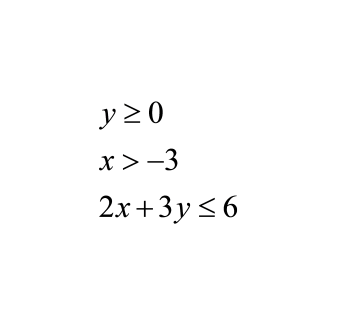 y ≥ 0
x > −3
2x + 3y ≤ 6